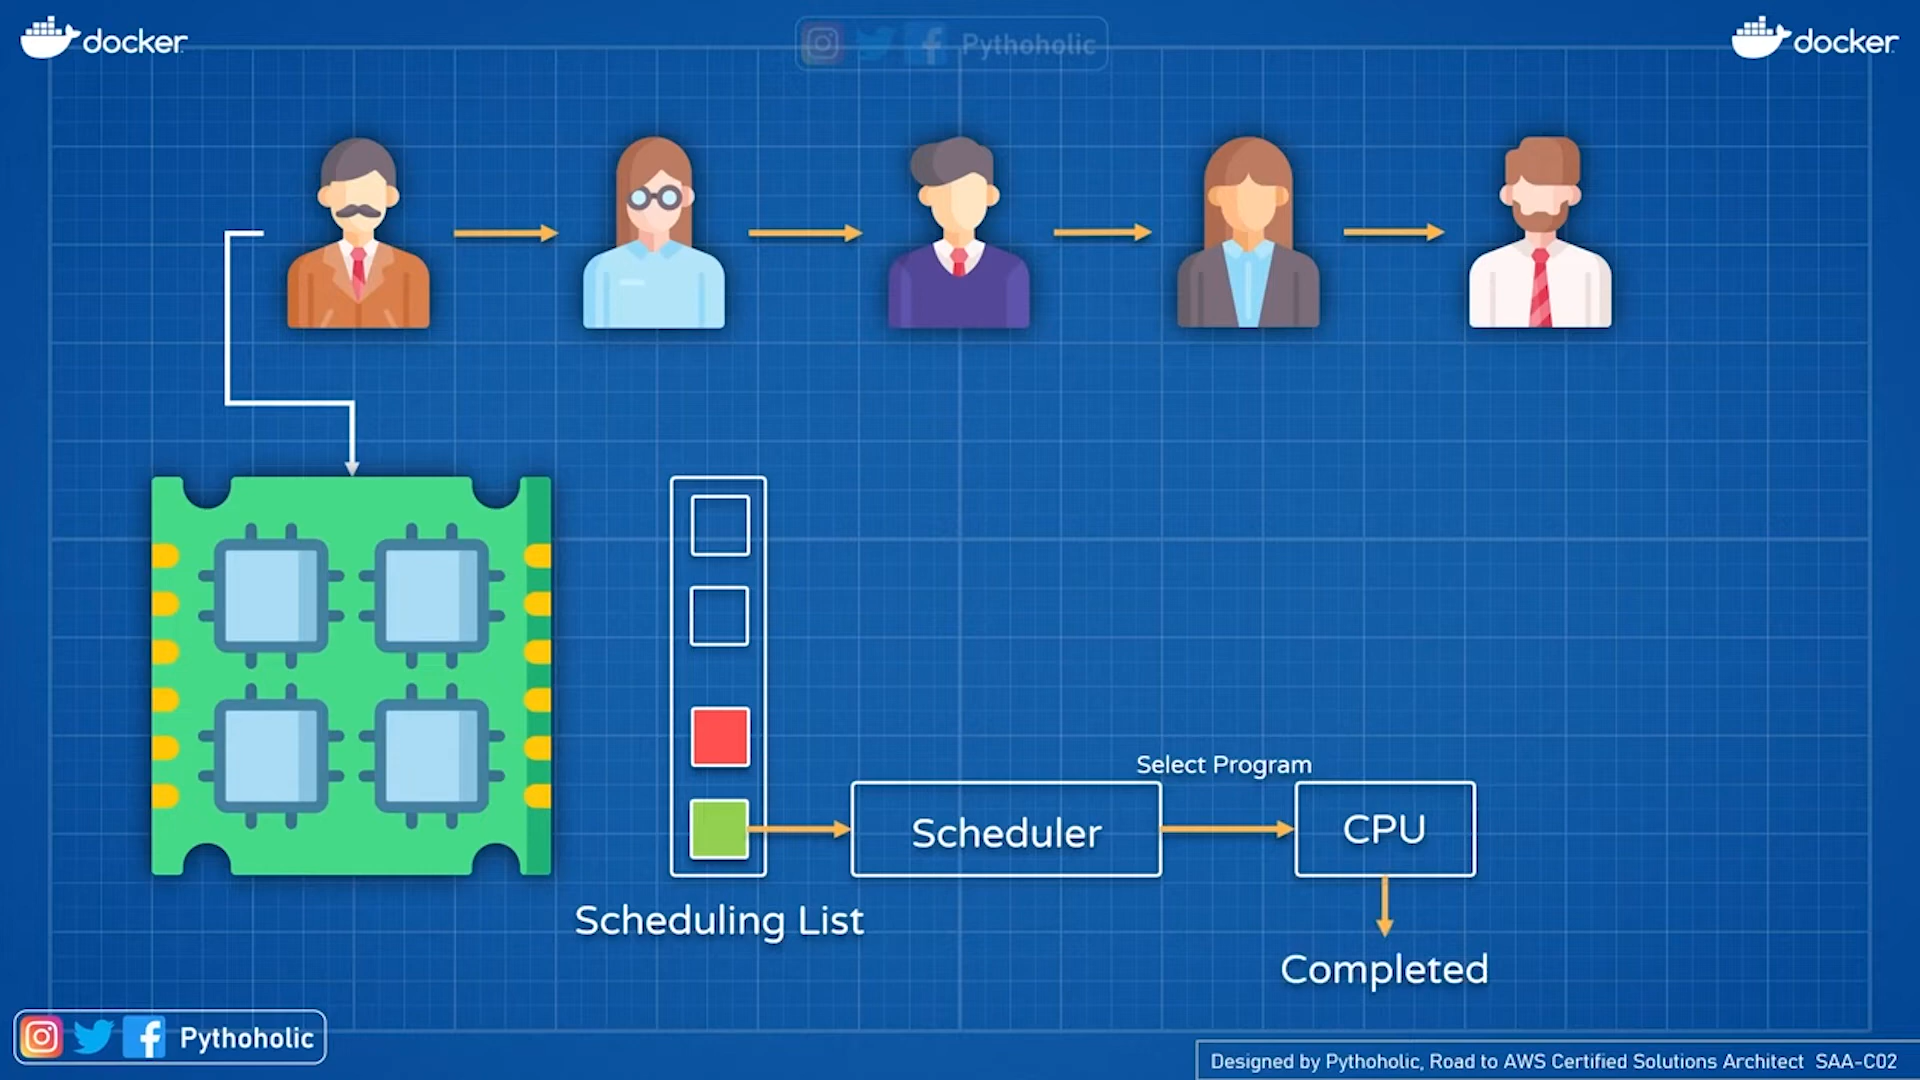 docker
Pythoholic
docker
Select Program
Scheduler
CPU
Scheduling List
Completed
Pythoholic
Designed by Pythoholic, Road to AWS Certified Solutions Architect SAA-C02